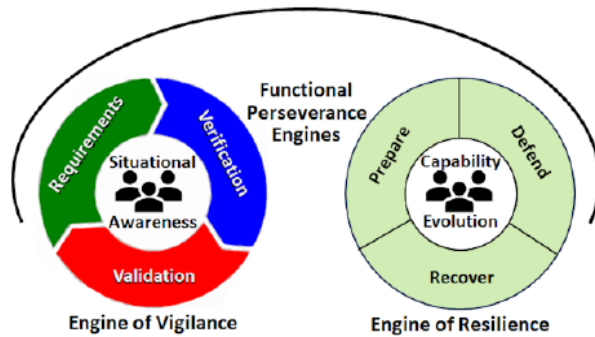 Functional
Perseverance
Engines
Requirements
Verification
Validation
Situational
Awareness
Engine of Vigilance
Prepare
Defend
Recover
Capability
Evolution
Engine of Resilience